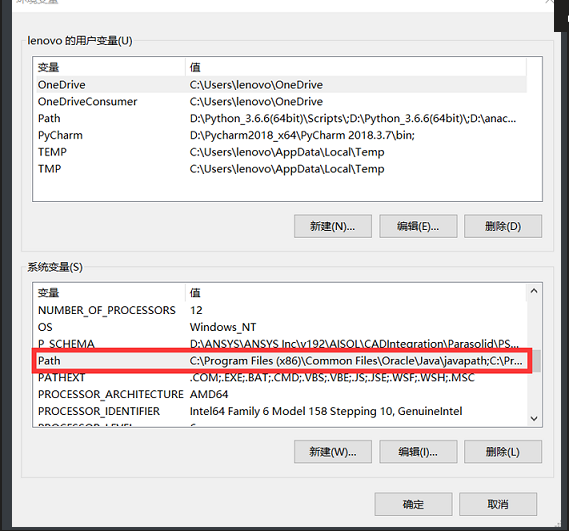 环境变量
lenovo 的用户变量(U)
变量 值
OneDrive C:\Users\lenovo\OneDrive
OneDriveConsumer C:\Users\lenovo\OneDrive
Path D:\Python_3.6.6(64bit)\Scripts\;D:\Python_3.6.6(64bit)\;D:\anac...
PyCharm D:\Pycharm2018_x64\PyCharm 2018.3.7\bin;
TEMP C:\Users\lenovo\AppData\Local\Temp
TMP C:\Users\lenovo\AppData\Local\Temp
新建(N)... 编辑(E)... 删除(D)
系统变量(S)
变量 值
NUMBER_OF_PROCESSORS 12
OS Windows_NT
P_SCHEMA D:\ANSYS\ANSYS Inc\v192\AISOL\CADIntegration\Parasolid\PS...
Path C:\Program Files (x86)\Common Files\Oracle\Java\javapath;C:\Pr...
PATHEXT .COM;.EXE;.BAT;.CMD;.VBS;.VBE;.JS;.JSE;.WSF;.WSH;.MSC
PROCESSOR_ARCHITECTURE AMD64
PROCESSOR_IDENTIFIER Intel64 Family 6 Model 158 Stepping 10, GenuineIntel
PROCESSOR_LEVEL 6
新建(W)... 编辑(I)... 删除(L)
确定 取消